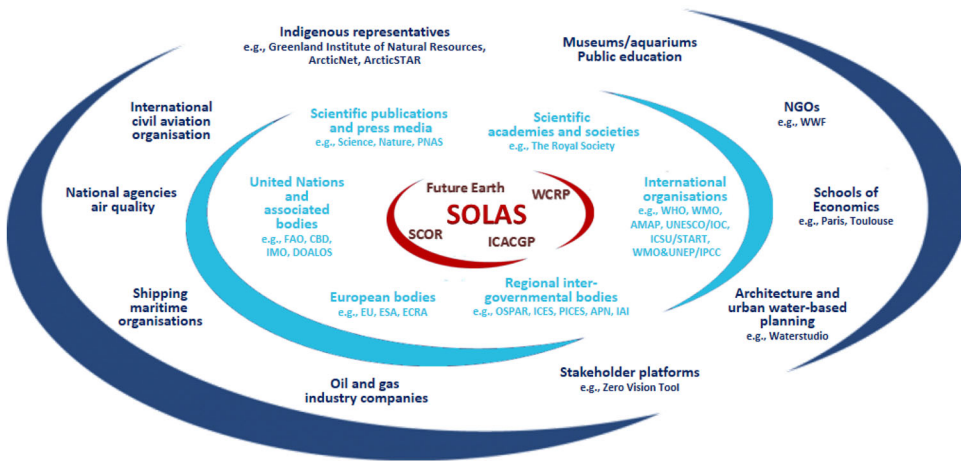 Indigenous representatives
e.g., Greenland Institute of Natural Resources,
ArcticNet, ArcticSTAR
Museums/aquariums
Public education
International
civil aviation
organisation
Scientific publications
and press media
e.g., Science, Nature, PNAS
Scientific
academies and societies
e.g., The Royal Society
NGOs
e.g., WWF
National agencies
air quality
United Nations
and
associated
bodies
e.g., FAO, CBD,
IMO, DOALOS
Future Earth
WCRP
SOLAS
SCOR
ICACGP
International
organisations
e.g., WHO, WMO,
AMAP, UNESCO/IOC,
ICSU/START,
WMO&UNEP/IPCC
Schools of
Economics
e.g., Paris, Toulouse
Shipping
maritime
organisations
European bodies
e.g., EU, ESA, ECRA
Regional inter-
governmental bodies
e.g., OSPAR, ICES, PICES, APN, IAI
Architecture and
urban water-based
planning
e.g., Waterstudio
Oil and gas
industry companies
Stakeholder platforms
e.g., Zero Vision Tool